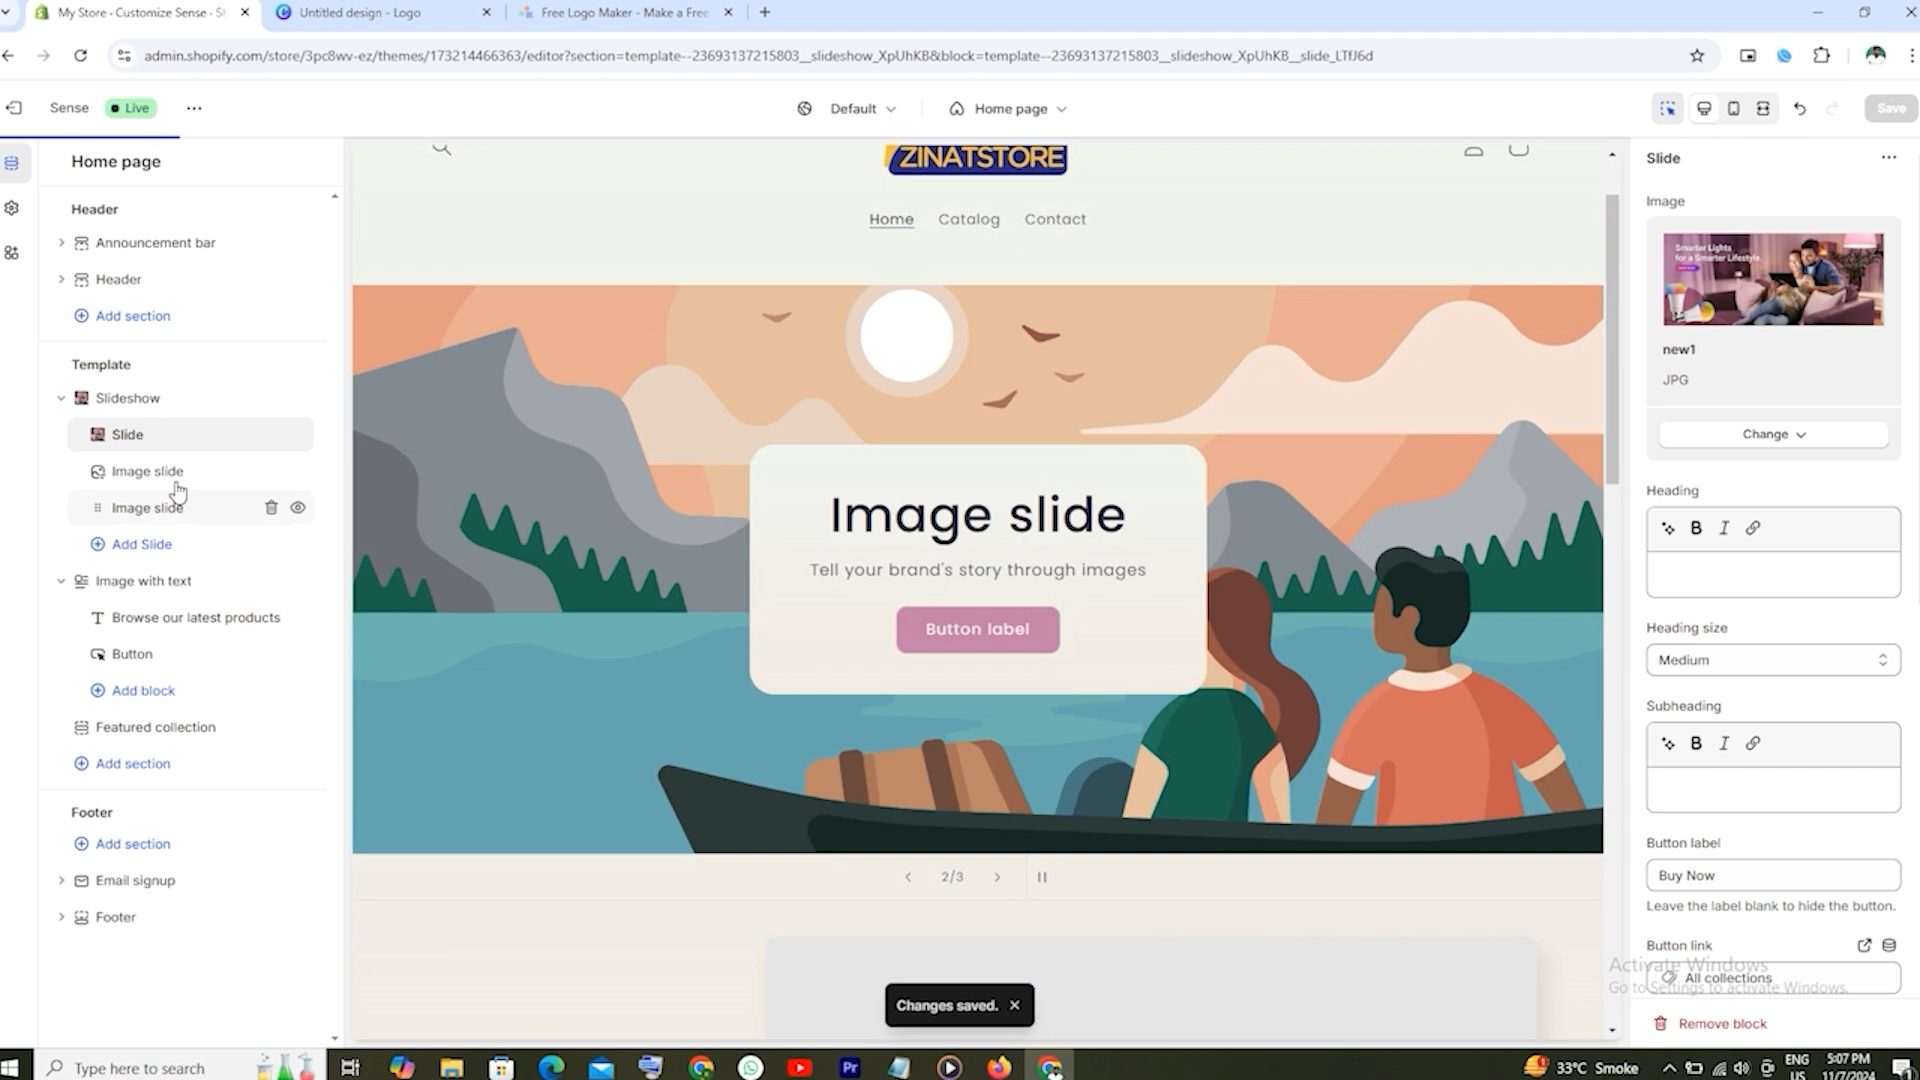 My Store - Customize Sense - Sh
Untitled design - Logo
Free Logo Maker - Make a Free
admin.shopify.com/store/3pc8wv-ez/themes/173214466363/editor?section=template--23693137215803__slideshow_XpUhKB&block=template--23693137215803__slideshow_XpUhKB__slide_LTfJ6d
Sense
Live
Default
Home page
Save
Home page
Header
Announcement bar
Header
Add section
Template
Slideshow
Slide
Image slide
Image slide
Add Slide
Image with text
Browse our latest products
Button
Add block
Featured collection
Add section
Footer
Add section
Email signup
Footer
ZINATSTORE
Home
Catalog
Contact
Image slide
Tell your brand's story through images
Button label
2/3
Changes saved.
Slide
Image
Smarter Lights
for a Smarter Lifestyle.
new1
JPG
Change
Heading
B I
Heading size
Medium
Subheading
B I
Button label
Buy Now
Leave the label blank to hide the button.
Button link
All collections
Activate Windows
Go to Settings to activate Windows.
Remove block
Type here to search
Pr
33°C Smoke
ENG
US
5:07 PM
11/7/2024